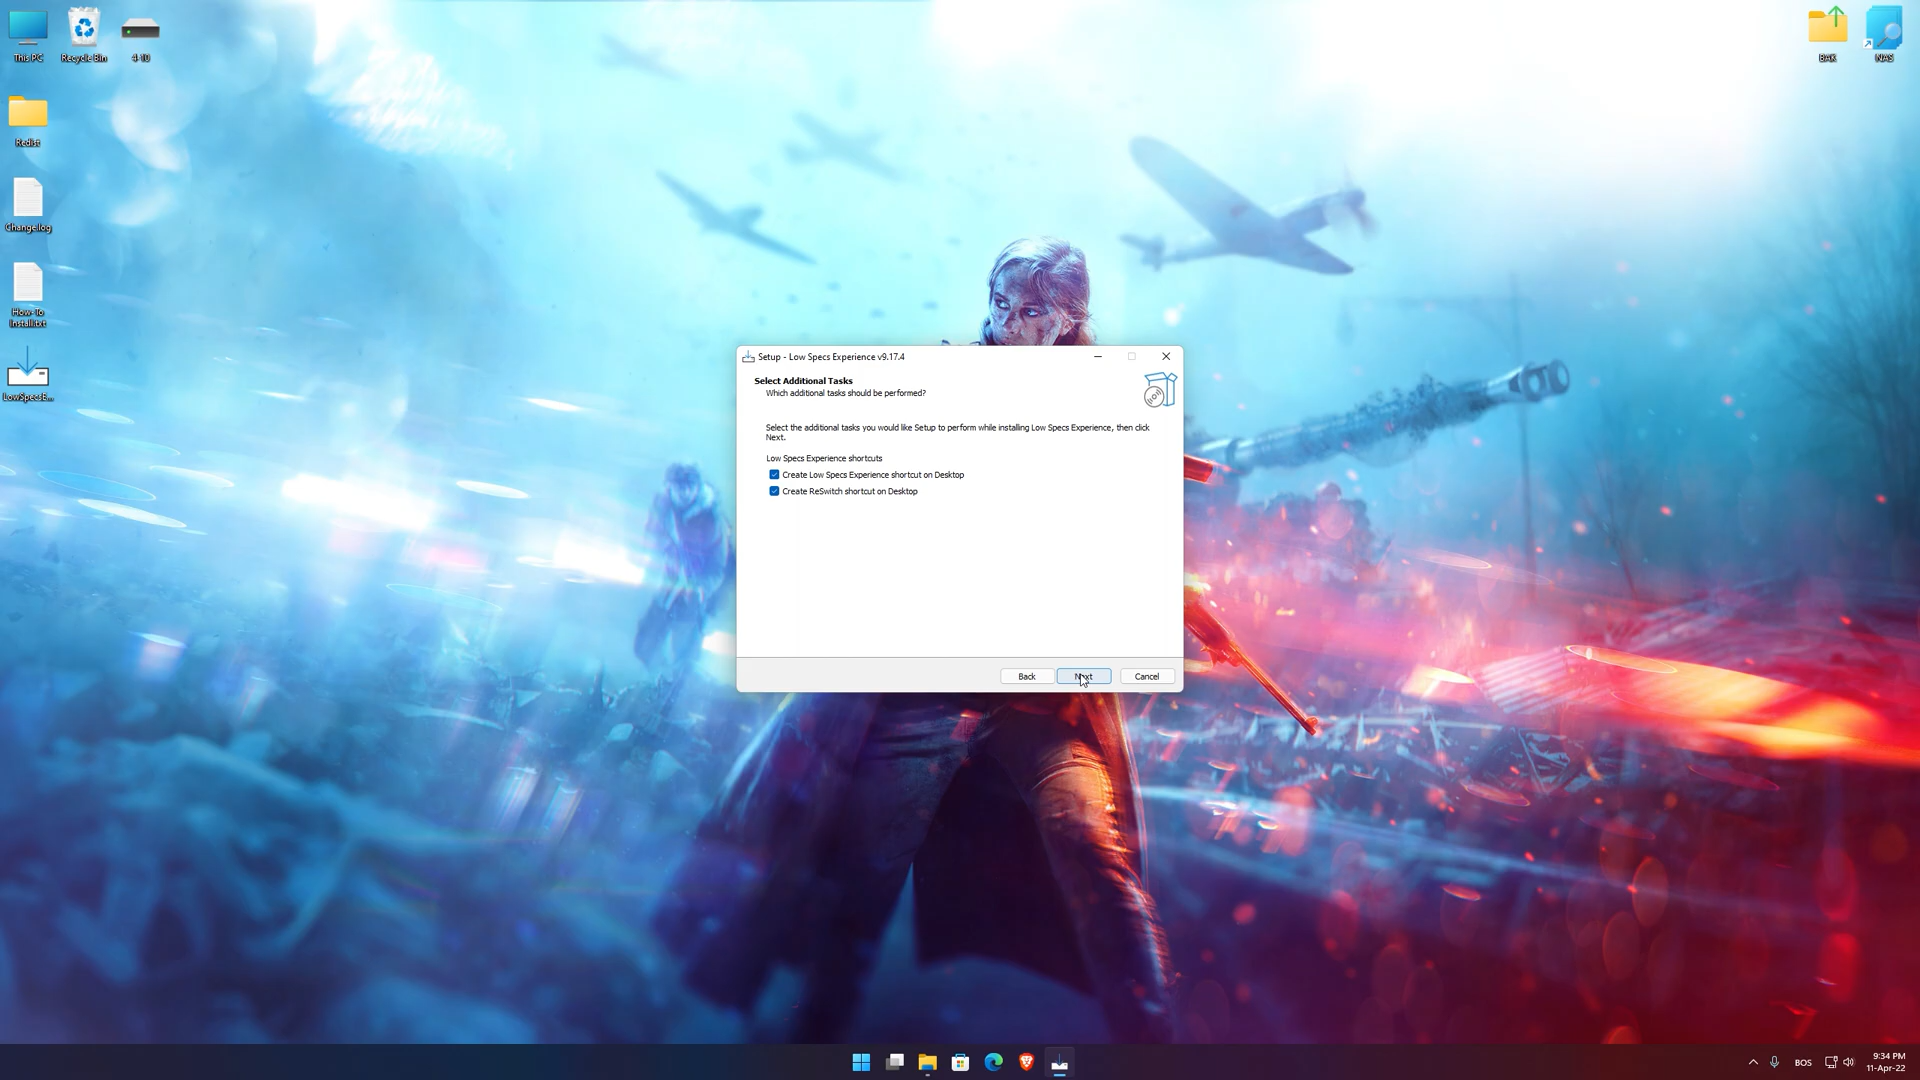 This PC
Recycle Bin
4-10
BAK
NAS
Redist
Change.log
How-To
Install.txt
LowSpecsE...
Setup - Low Specs Experience v9.17.4
Select Additional Tasks
Which additional tasks should be performed?
Select the additional tasks you would like Setup to perform while installing Low Specs Experience, then click
Next.
Low Specs Experience shortcuts
Create Low Specs Experience shortcut on Desktop
Create ReSwitch shortcut on Desktop
Back
Next
Cancel
BOS
9:34 PM
11-Apr-22